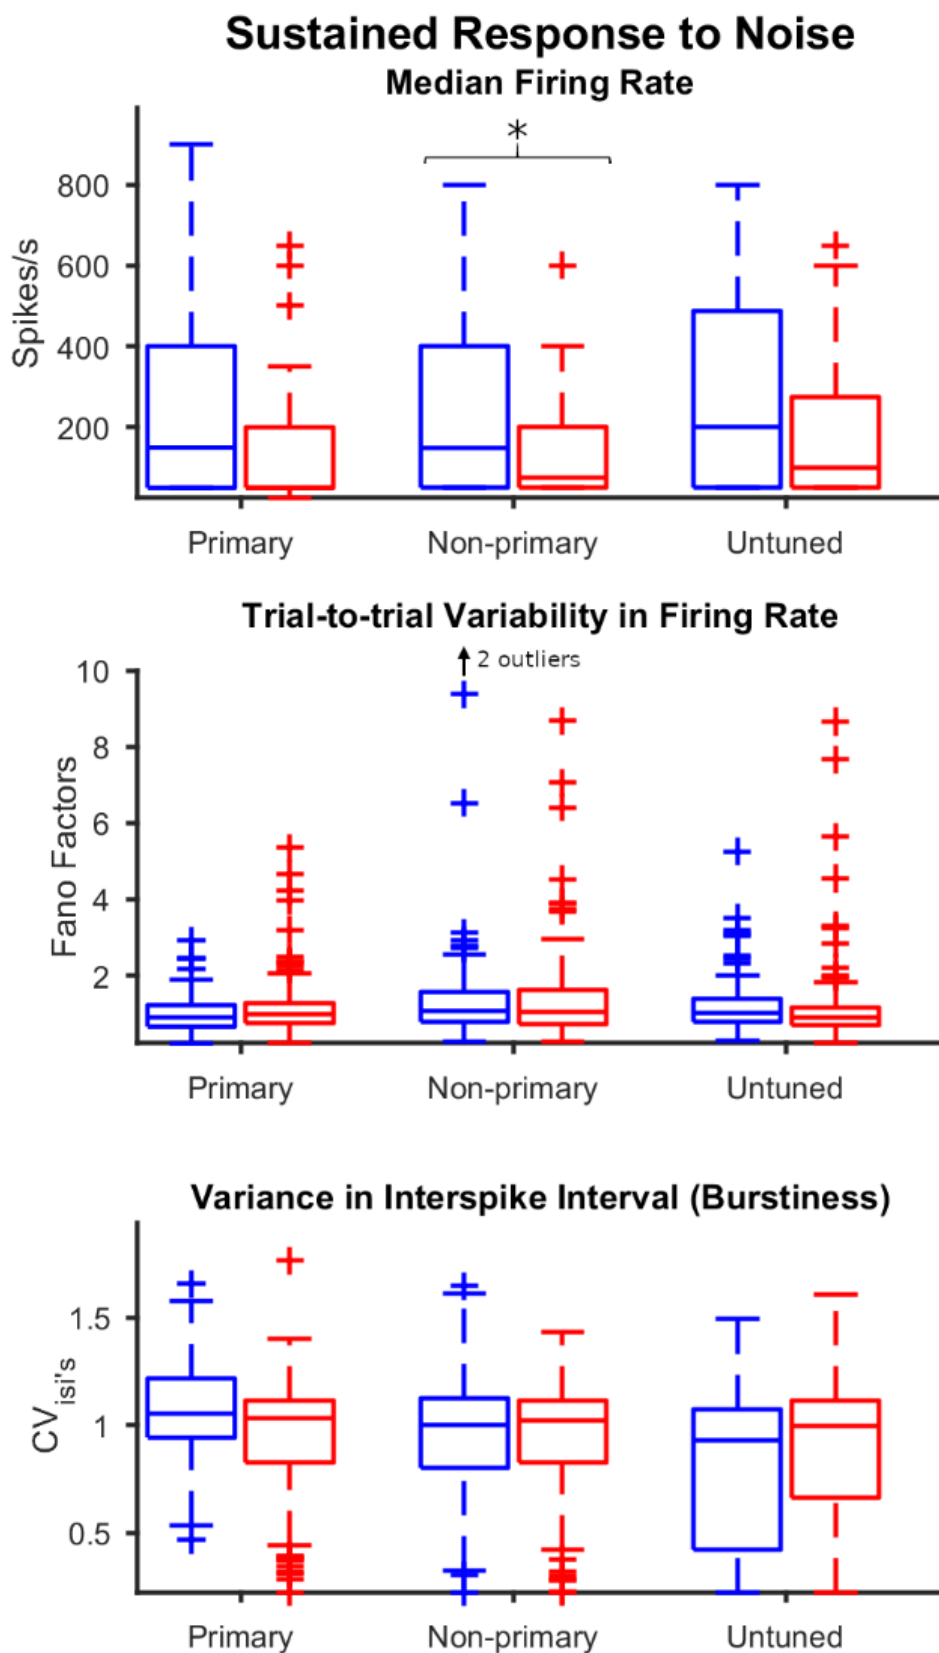 Sustained Response to Noise
Median Firing Rate
*
800
600
400
200
Spikes/s
Primary Non-primary Untuned
Trial-to-trial Variability in Firing Rate
2 outliers
10
8
6
4
2
Fano Factors
Primary Non-primary Untuned
Variance in Interspike Interval (Burstiness)
1.5
1
0.5
CVisi's
Primary Non-primary Untuned